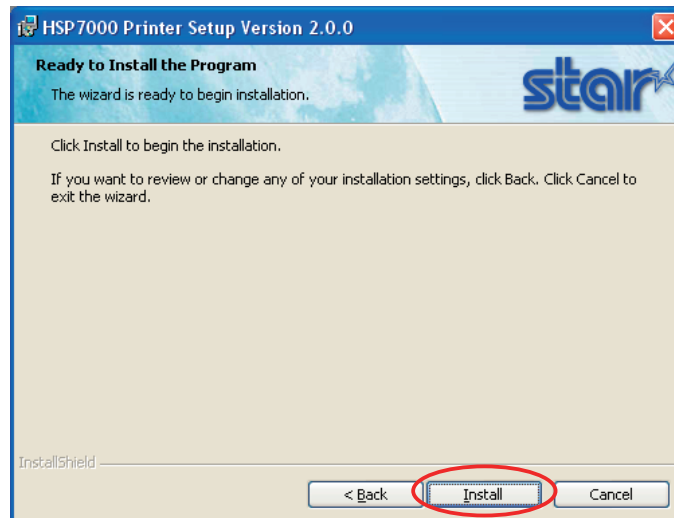 HSP7000 Printer Setup Version 2.0.0
Ready to Install the Program
The wizard is ready to begin installation.
star
Click Install to begin the installation.
If you want to review or change any of your installation settings, click Back. Click Cancel to
exit the wizard.
InstallShield
< Back
Install
Cancel